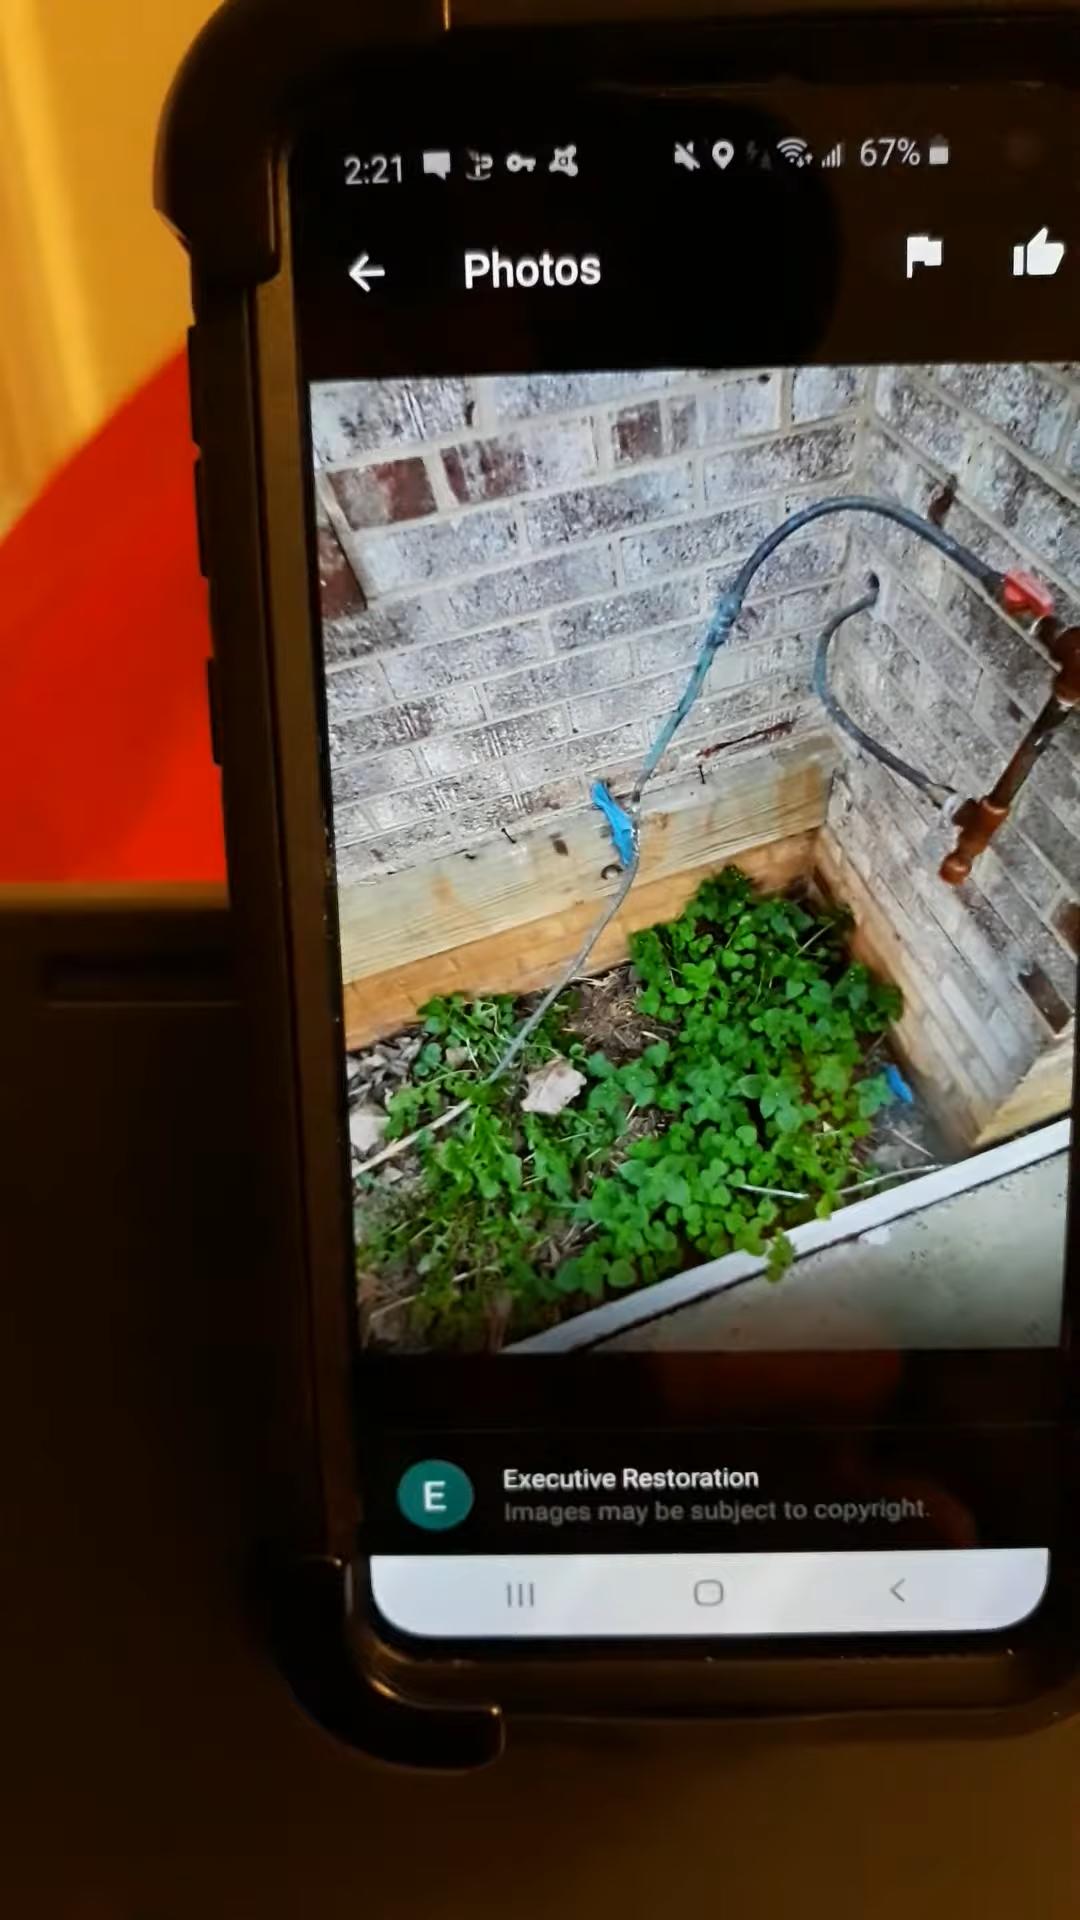 2:21 67%
Photos
E
Executive Restoration
Images may be subject to copyright.